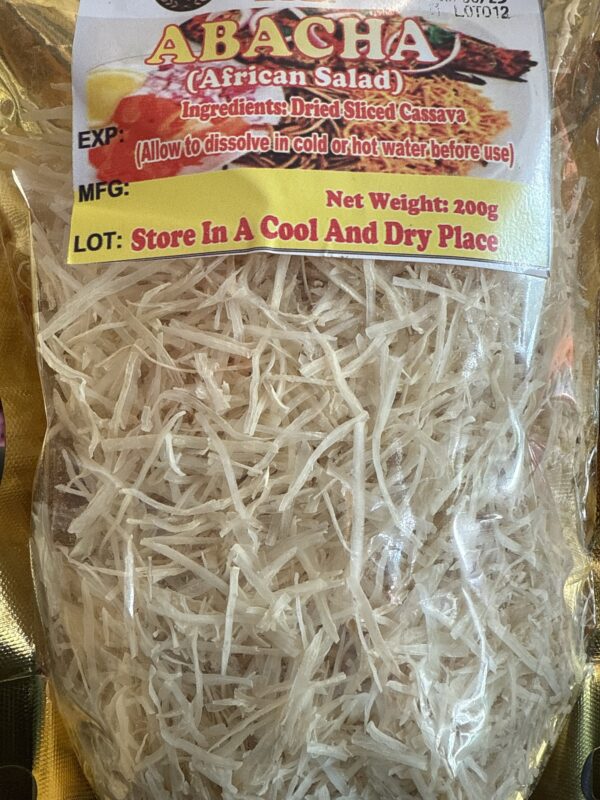 LOT012
ABACHA
(African Salad)
Ingredients: Dried Sliced Cassava
EXP:
(Allow to dissolve in cold or hot water before use)
MFG:
Net Weight: 200g
LOT: Store In A Cool And Dry Place